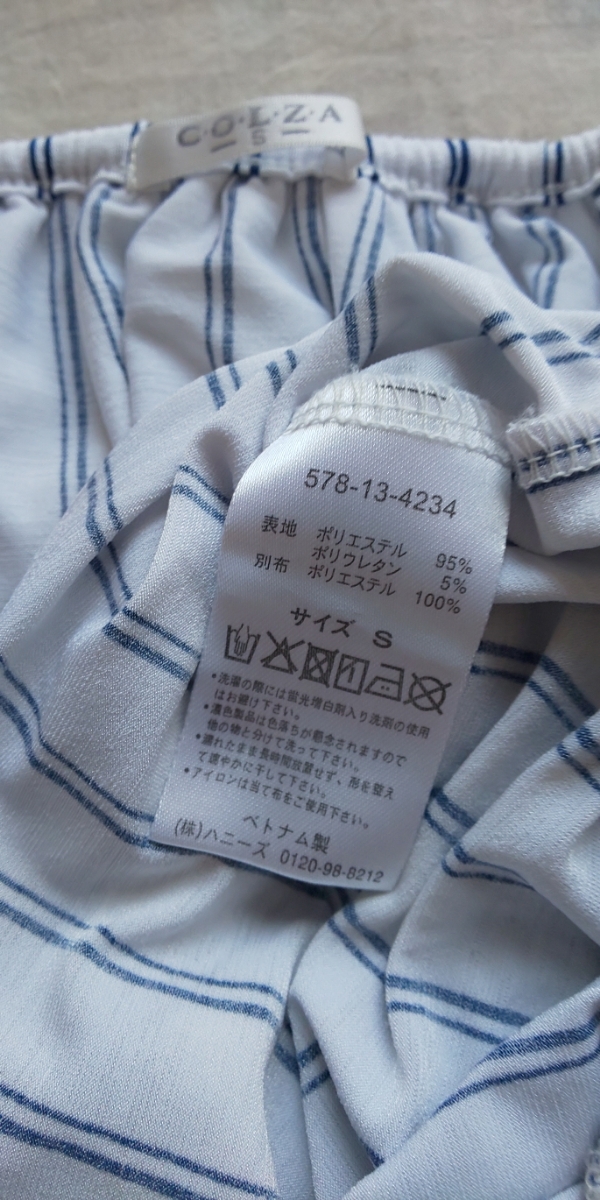 C·O·L·Z·A
S
578-13-4234
表地 ポリエステル 95%
ポリウレタン 5%
別布 ポリエステル 100%
サイズ S
•洗濯の際には蛍光増白剤入り洗剤の使用
はお避け下さい。
•濃色製品は色落ちが懸念されますので
他の物と分けて洗って下さい。
•濡れたまま長時間放置せず、形を整え
て速やかに干して下さい。
•アイロンは当て布をご使用下さい。
ベトナム製
(株)ハニーズ 0120-98-8212